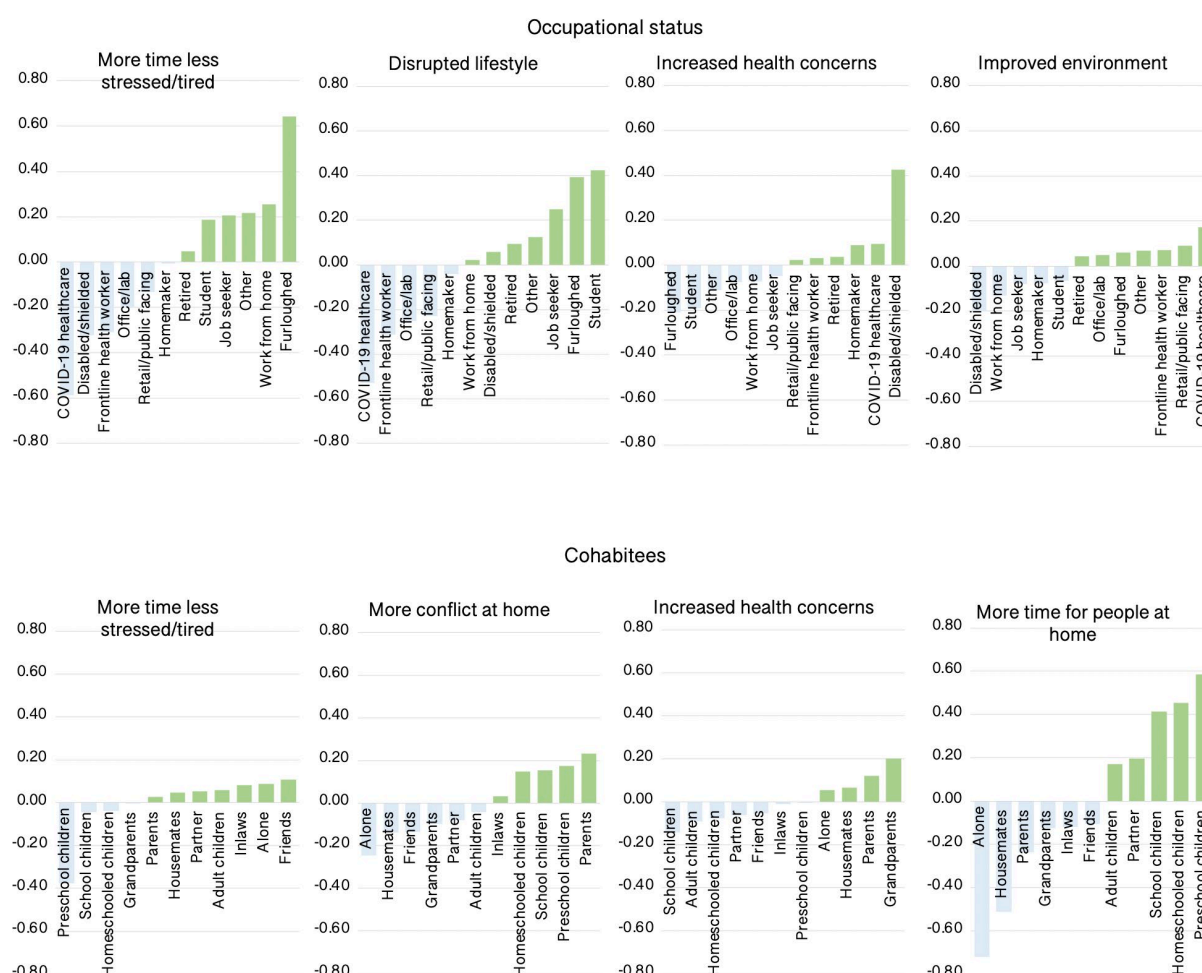 Occupational status
More time less
stressed/tired
0.80
0.60
0.40
0.20
0.00
-0.20
-0.40
-0.60
-0.80
COVID-19 healthcare
Disabled/shielded
Frontline health worker
Office/lab
Retail/public facing
Homemaker
Retired
Student
Job seeker
Other
Work from home
Furloughed
Disrupted lifestyle
0.80
0.60
0.40
0.20
0.00
-0.20
-0.40
-0.60
-0.80
COVID-19 healthcare
Frontline health worker
Office/lab
Retail/public facing
Homemaker
Work from home
Disabled/shielded
Retired
Other
Job seeker
Furloughed
Student
Increased health concerns
0.80
0.60
0.40
0.20
0.00
-0.20
-0.40
-0.60
-0.80
Furloughed
Student
Other
Office/lab
Work from home
Job seeker
Retail/public facing
Frontline health worker
Retired
Homemaker
COVID-19 healthcare
Disabled/shielded
Improved environment
0.80
0.60
0.40
0.20
0.00
-0.20
-0.40
-0.60
-0.80
Disabled/shielded
Work from home
Job seeker
Homemaker
Student
Retired
Office/lab
Furloughed
Other
Frontline health worker
Retail/public facing
COVID-19 healthcare
Cohabitees
More time less
stressed/tired
0.80
0.60
0.40
0.20
0.00
-0.20
-0.40
-0.60
-0.80
Preschool children
School children
Homeschooled children
Grandparents
Parents
Housemates
Partner
Adult children
Inlaws
Alone
Friends
More conflict at home
0.80
0.60
0.40
0.20
0.00
-0.20
-0.40
-0.60
-0.80
Alone
Housemates
Friends
Grandparents
Partner
Adult children
Inlaws
Homeschooled children
School children
Preschool children
Parents
Increased health concerns
0.80
0.60
0.40
0.20
0.00
-0.20
-0.40
-0.60
-0.80
School children
Adult children
Homeschooled children
Partner
Friends
Inlaws
Preschool children
Alone
Housemates
Parents
Grandparents
More time for people at
home
0.80
0.60
0.40
0.20
0.00
-0.20
-0.40
-0.60
-0.80
Alone
Housemates
Parents
Grandparents
Inlaws
Friends
Adult children
Partner
School children
Homeschooled children
Preschool children